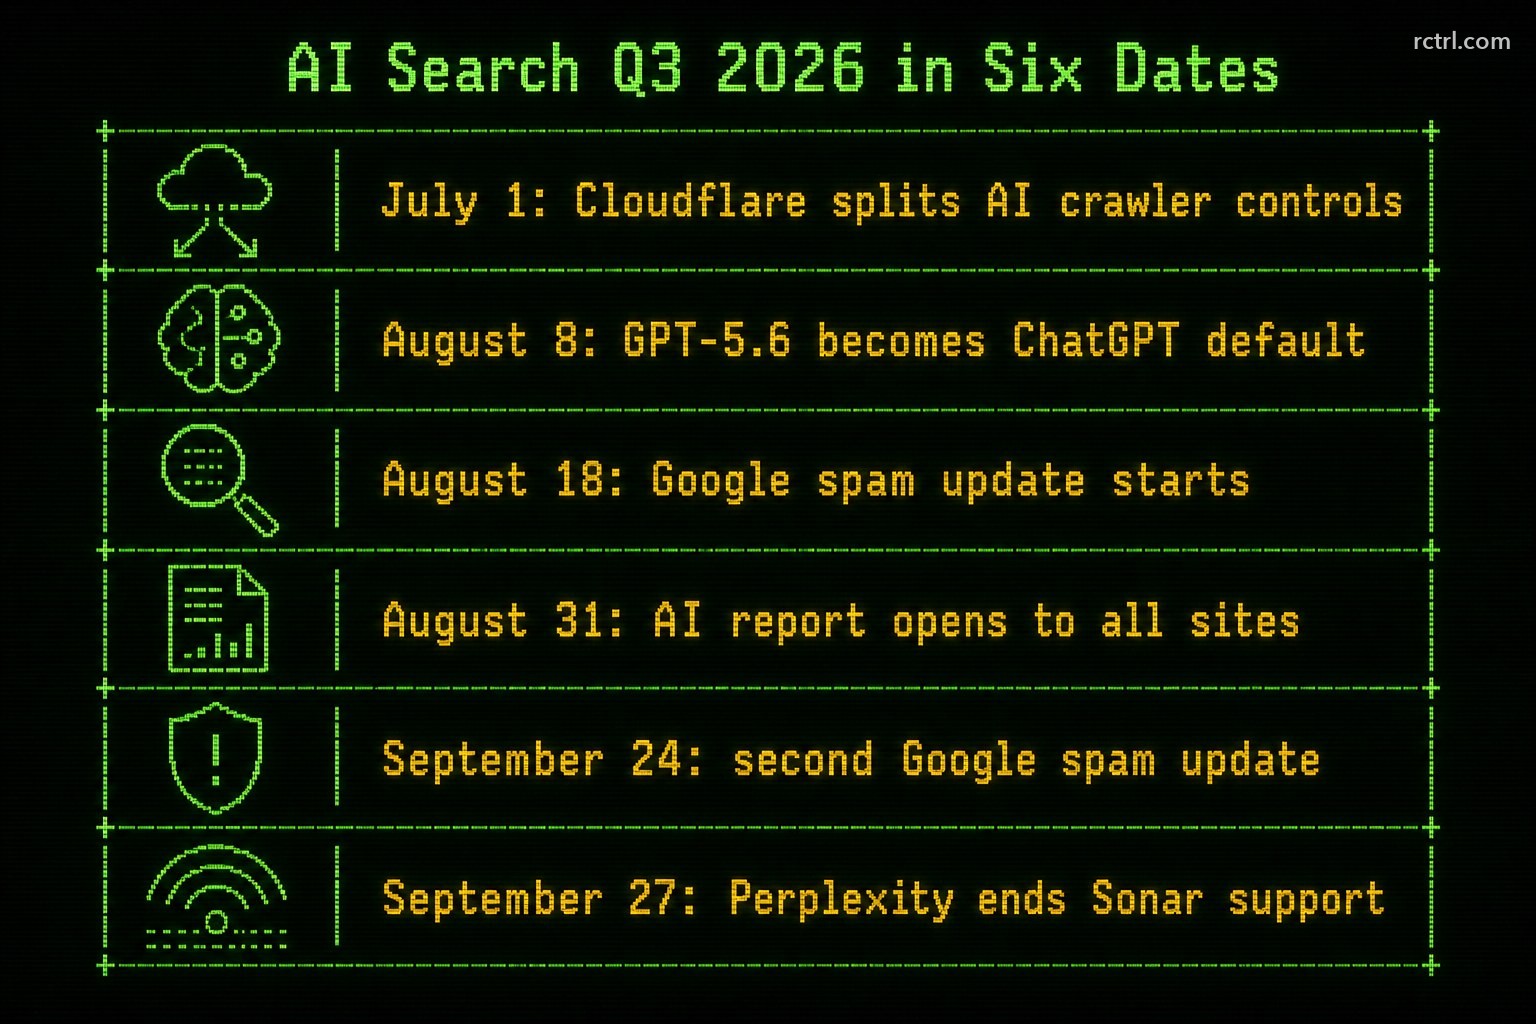 rctrl.com
AI Search Q3 2026 in Six Dates
July 1: Cloudflare splits AI crawler controls
August 8: GPT-5.6 becomes ChatGPT default
August 18: Google spam update starts
August 31: AI report opens to all sites
September 24: second Google spam update
September 27: Perplexity ends Sonar support